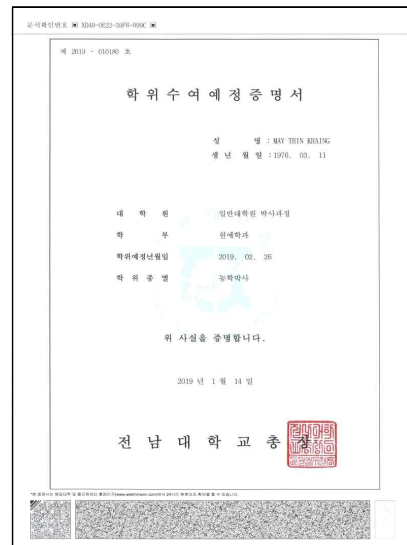 문서확인번호 ▣ XD49-0E22-59F6-099C ▣
제 2019 - 010180 호
학 위 수 여 예 정 증 명 서
성 명 : MAY THIN KHAING
생 년 월 일 : 1976. 03. 11
대 학 원 일반대학원 박사과정
학 부 원예학과
학위예정년월일 2019. 02. 26
학 위 종 별 농학박사
위 사실을 증명합니다.
2019 년 1 월 14 일
전 남 대 학 교 총 장